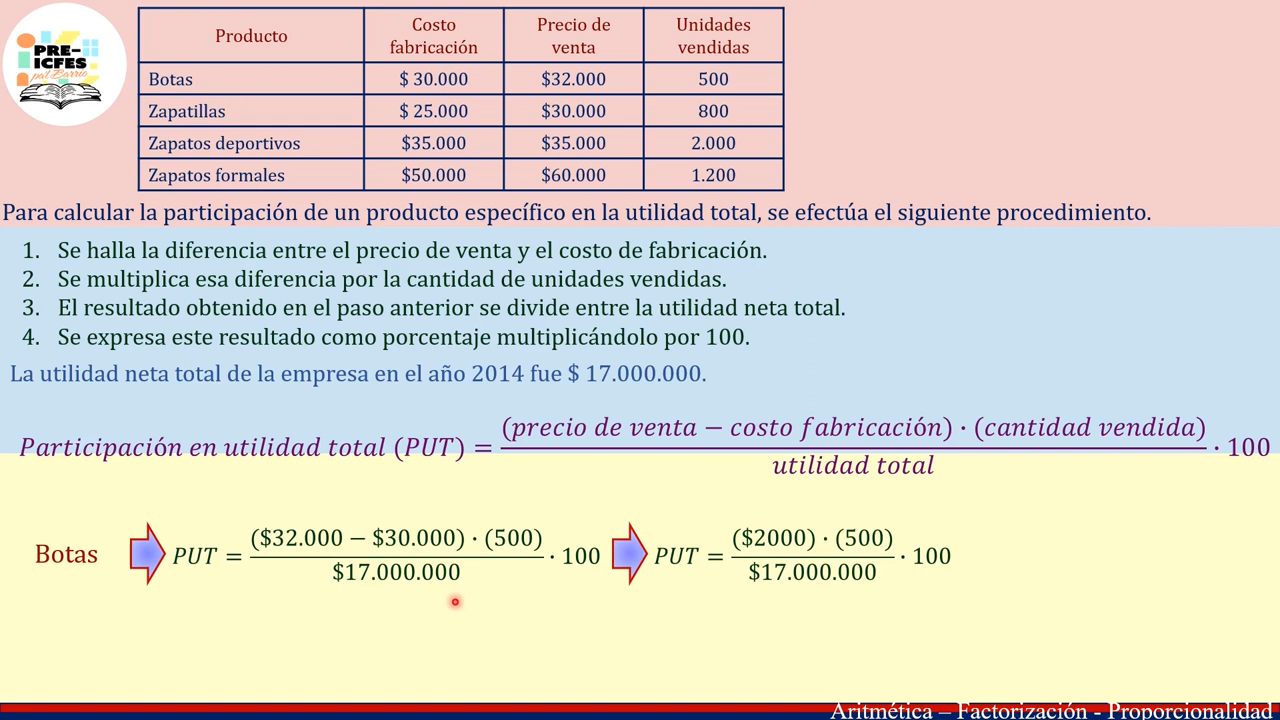 PRE-
ICFES
pal Barrio
Producto Costo fabricación Precio de venta Unidades vendidas
Botas $ 30.000 $32.000 500
Zapatillas $ 25.000 $30.000 800
Zapatos deportivos $35.000 $35.000 2.000
Zapatos formales $50.000 $60.000 1.200
Para calcular la participación de un producto específico en la utilidad total, se efectúa el siguiente procedimiento.
1. Se halla la diferencia entre el precio de venta y el costo de fabricación.
2. Se multiplica esa diferencia por la cantidad de unidades vendidas.
3. El resultado obtenido en el paso anterior se divide entre la utilidad neta total.
4. Se expresa este resultado como porcentaje multiplicándolo por 100.
La utilidad neta total de la empresa en el año 2014 fue $ 17.000.000.
Participación en utilidad total (PUT) = (precio de venta − costo fabricación) · (cantidad vendida) / utilidad total · 100
Botas PUT = ($32.000 − $30.000) · (500) / $17.000.000 · 100 PUT = ($2000) · (500) / $17.000.000 · 100
Aritmética – Factorización - Proporcionalidad